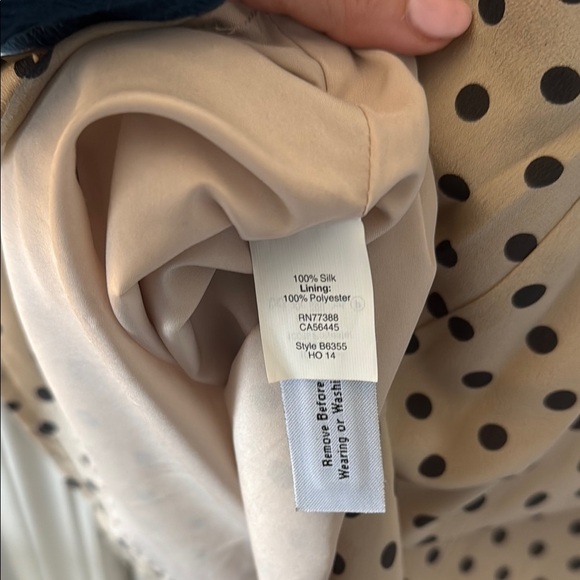 100% Silk
Lining:
100% Polyester
RN77388
CA56445
Style B6355
HO 14
Remove Before
Wearing or Washi